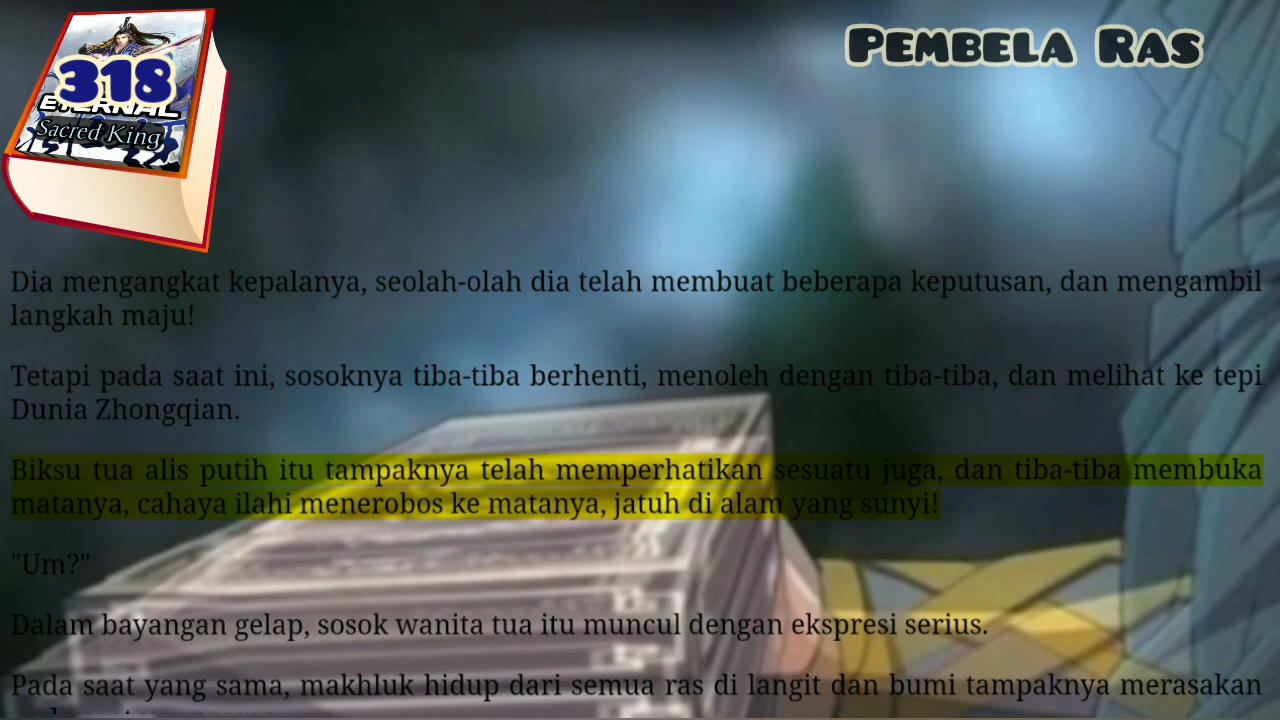 Pembela Ras
318
ETERNAL
Sacred King
Dia mengangkat kepalanya, seolah-olah dia telah membuat beberapa keputusan, dan mengambil
langkah maju!
Tetapi pada saat ini, sosoknya tiba-tiba berhenti, menoleh dengan tiba-tiba, dan melihat ke tepi
Dunia Zhongqian.
Biksu tua alis putih itu tampaknya telah memperhatikan sesuatu juga, dan tiba-tiba membuka
matanya, cahaya ilahi menerobos ke matanya, jatuh di alam yang sunyi!
"Um?"
Dalam bayangan gelap, sosok wanita tua itu muncul dengan ekspresi serius.
Pada saat yang sama, makhluk hidup dari semua ras di langit dan bumi tampaknya merasakan